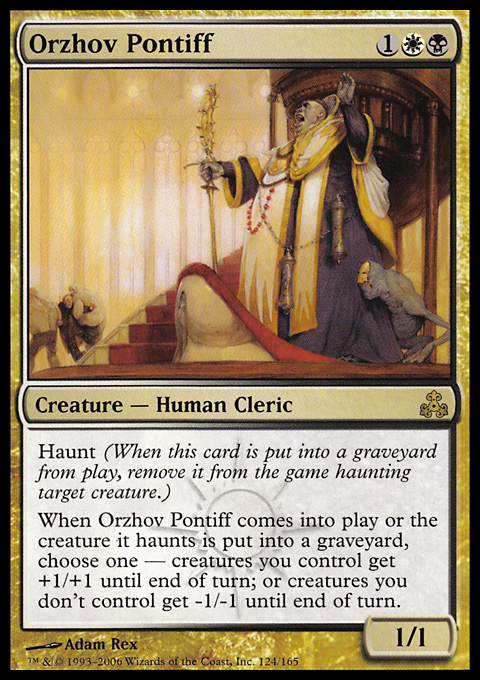 Orzhov Pontiff 1
Creature — Human Cleric
Haunt (When this card is put into a graveyard
from play, remove it from the game haunting
target creature.)
When Orzhov Pontiff comes into play or the
creature it haunts is put into a graveyard,
choose one — creatures you control get
+1/+1 until end of turn; or creatures you
don't control get -1/-1 until end of turn.
Adam Rex
1/1
™ & © 1993–2006 Wizards of the Coast, Inc. 124/165